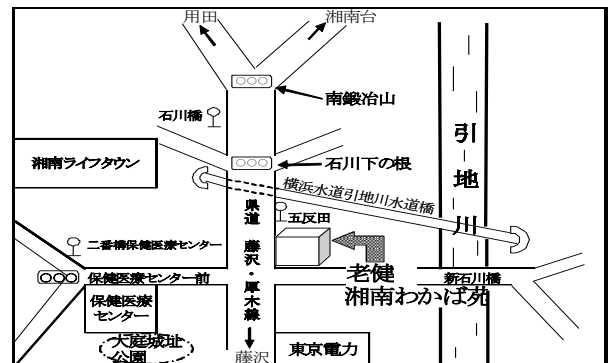 用田
湘南台
南鍛冶山
石川橋
石川下の根
湘南ライフタウン
引地川
横浜水道引地川水道橋
五反田
県道 藤沢・厚木線
二番構保健医療センター
老健
湘南わかば苑
保健医療センター前
新石川橋
保健医療
センター
大庭城址
公園
藤沢
東京電力